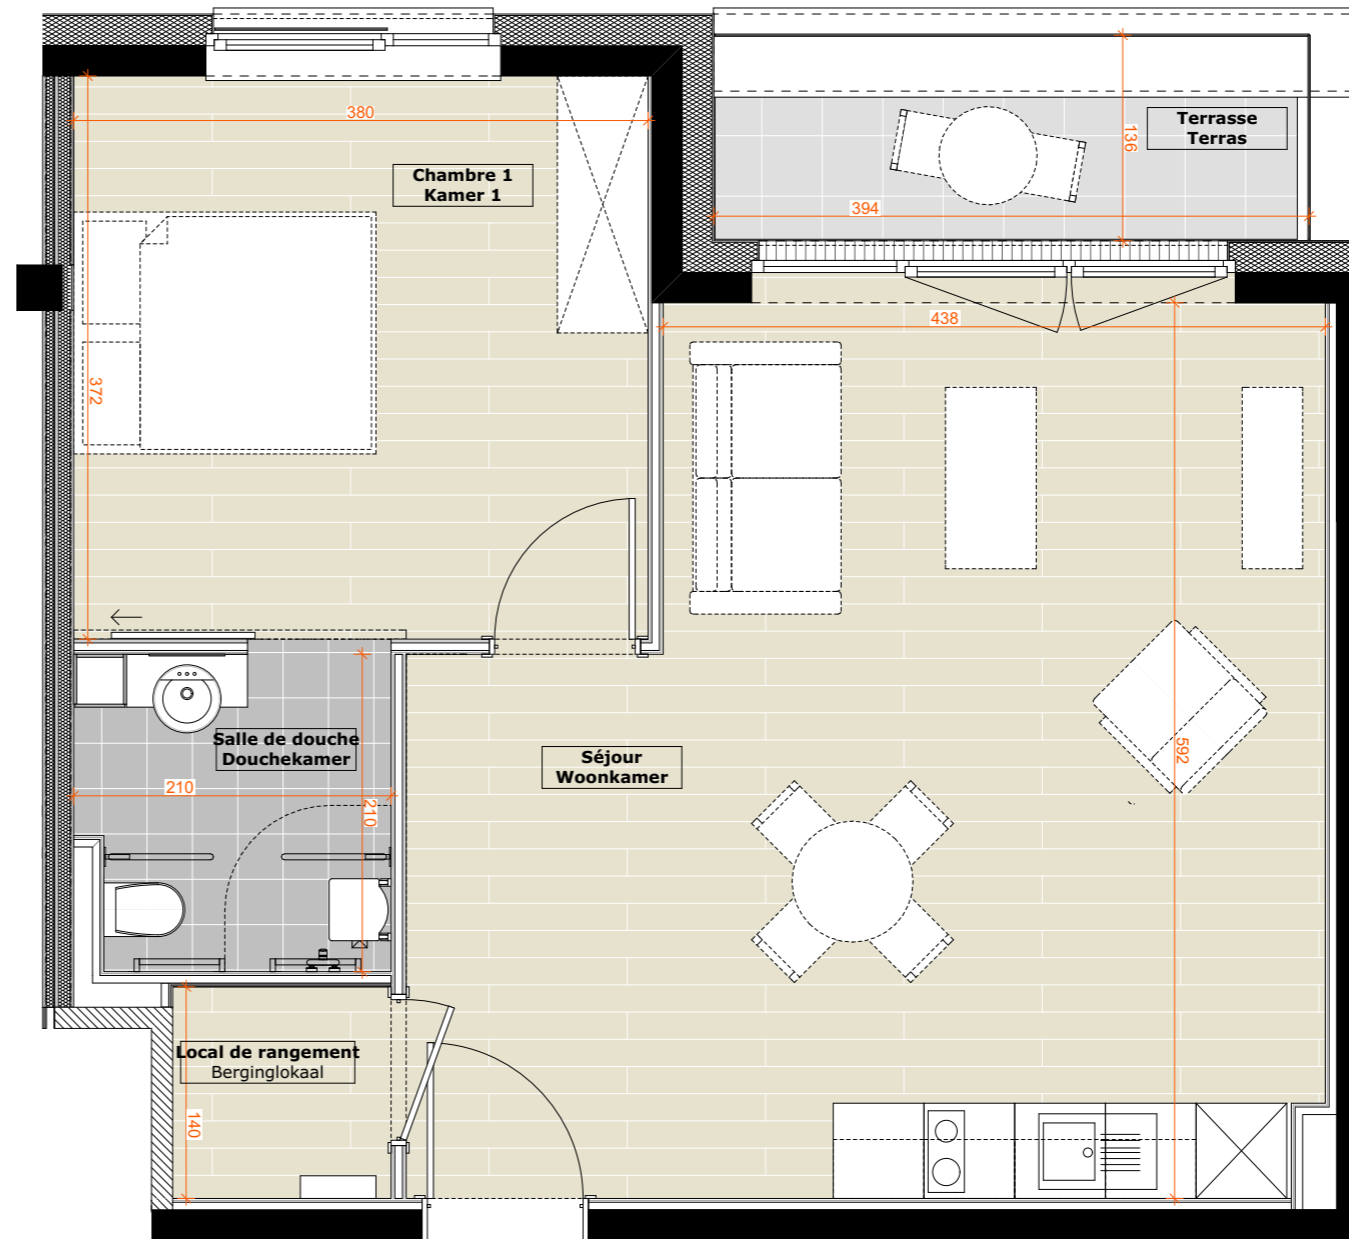 380
Chambre 1
Kamer 1
Terrasse
Terras
136
394
438
372
Salle de douche
Douchekamer
210
210
Séjour
Woonkamer
592
Local de rangement
Berginglokaal
140